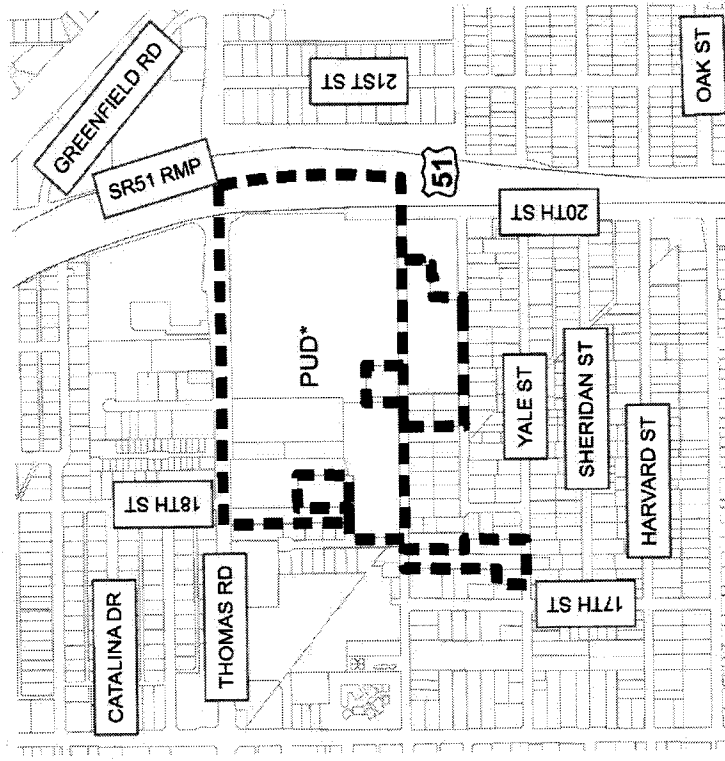 GREENFIELD RD
SR51 RMP
21ST ST
OAK ST
51
20TH ST
PUD*
18TH ST
YALE ST
SHERIDAN ST
HARVARD ST
THOMAS RD
CATALINA DR
17TH ST